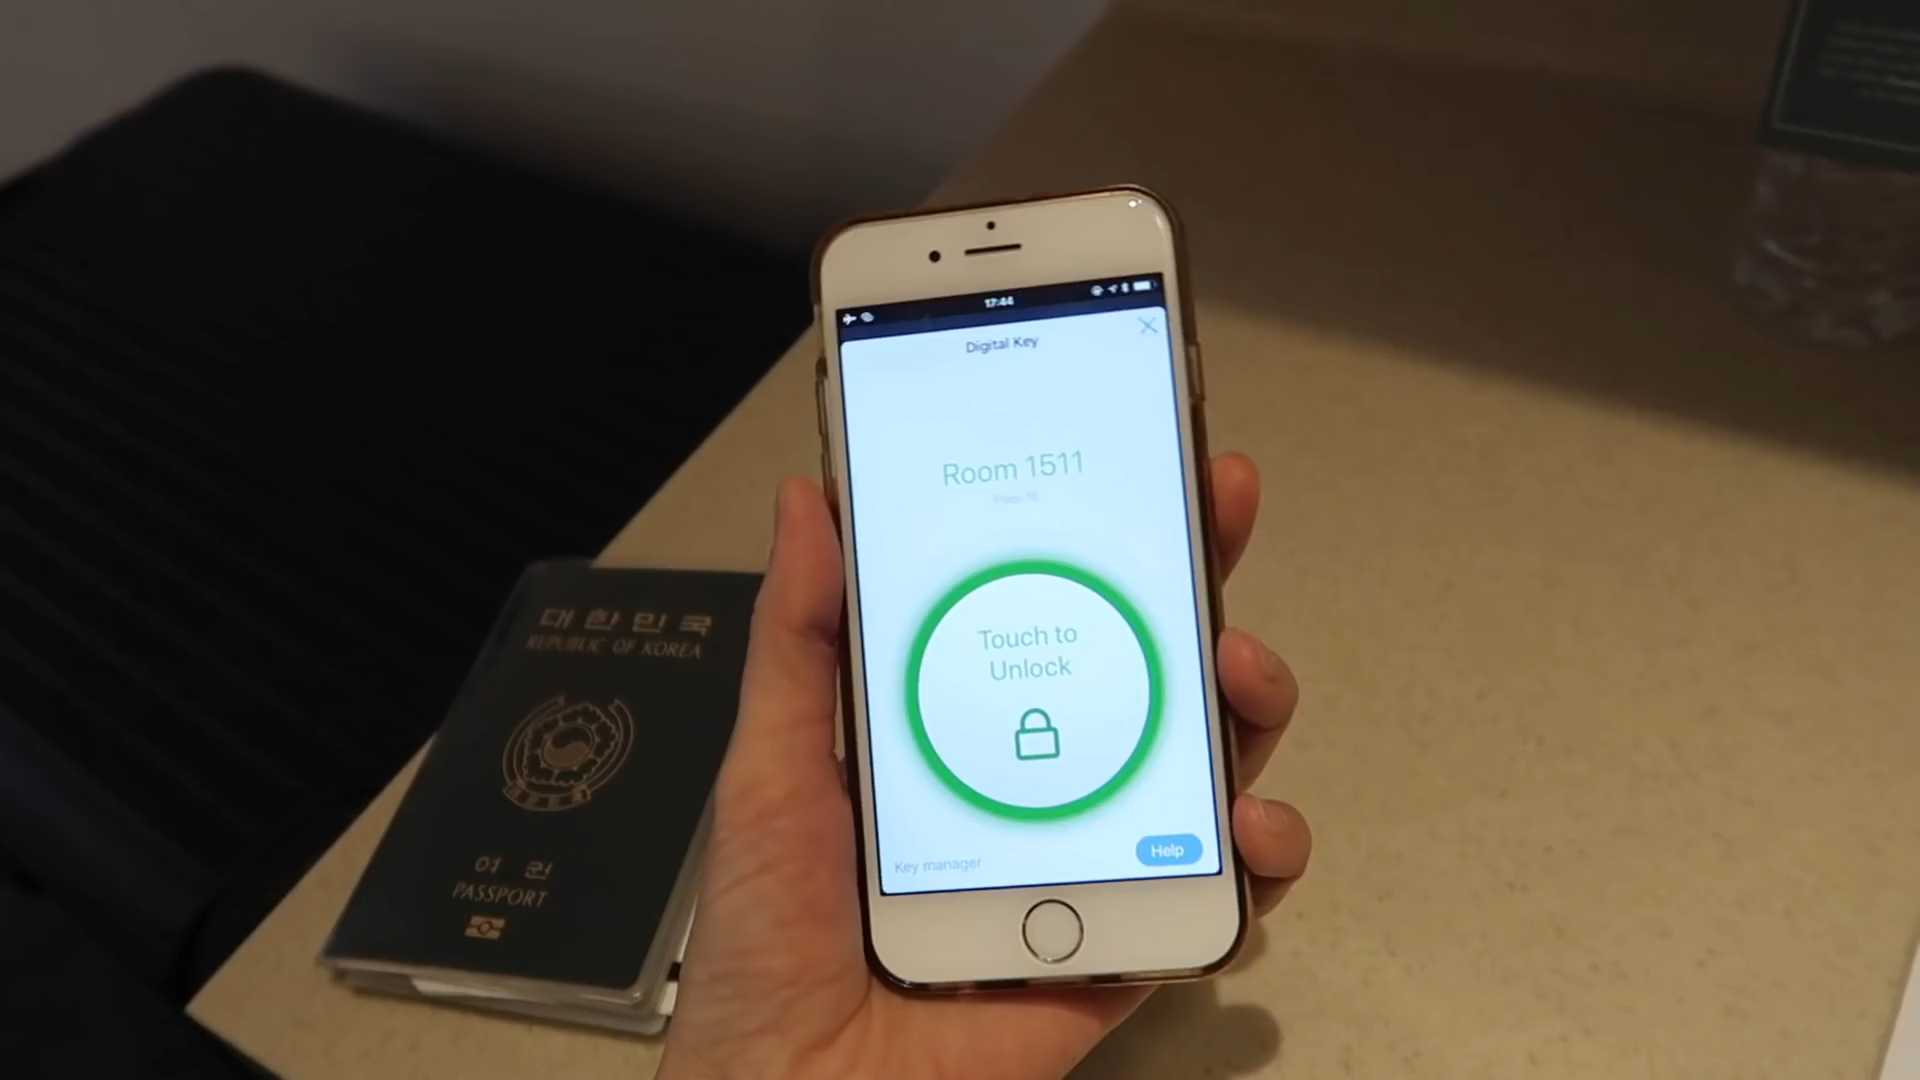 17:44
Digital Key
Room 1511
Touch to
Unlock
Key manager
Help
대한민국
REPUBLIC OF KOREA
여 권
PASSPORT